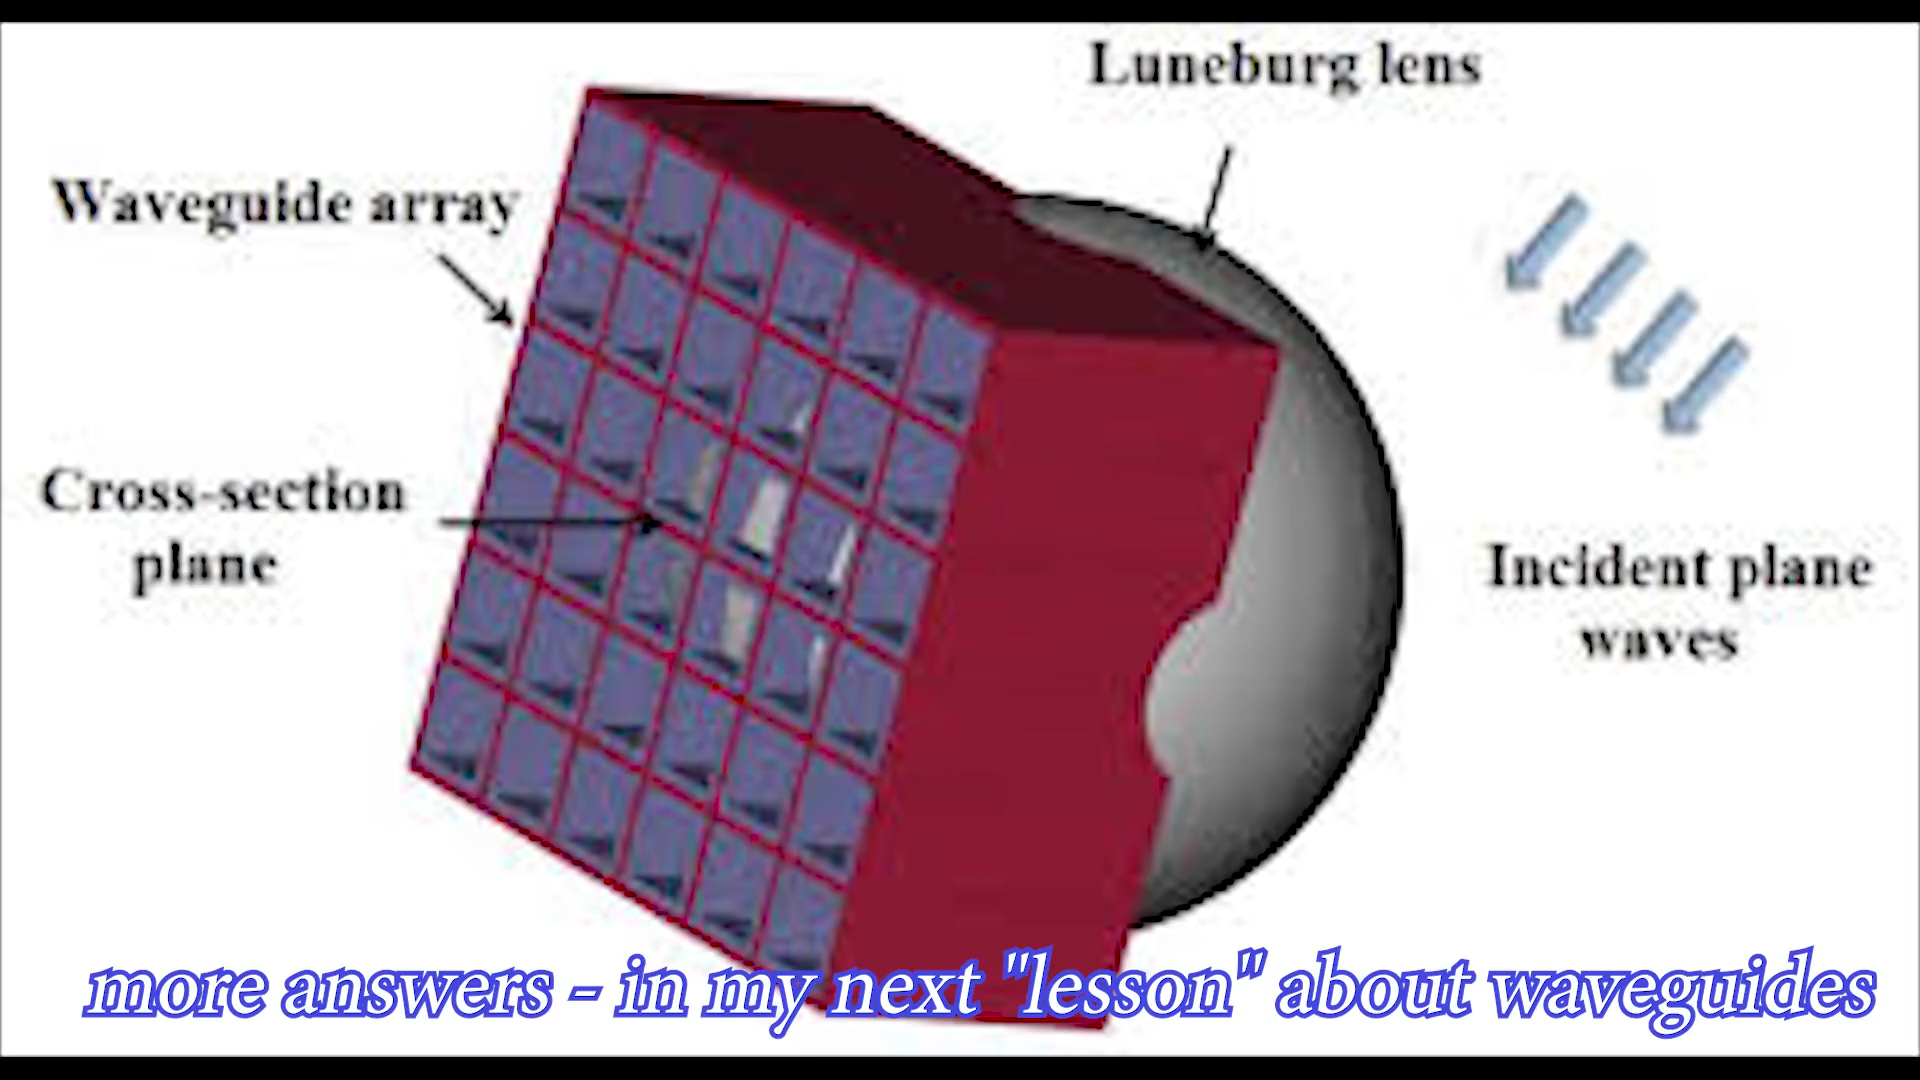 Luneburg lens
Waveguide array
Cross-section
plane
Incident plane
waves
more answers - in my next "lesson" about waveguides